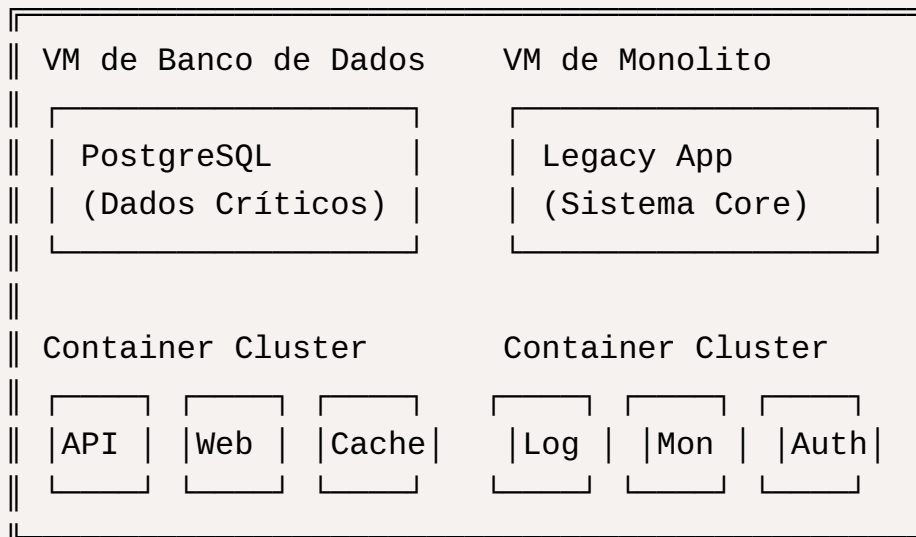 VM de Banco de Dados VM de Monolito
PostgreSQL Legacy App
(Dados Críticos) (Sistema Core)
Container Cluster Container Cluster
API Web Cache Log Mon Auth